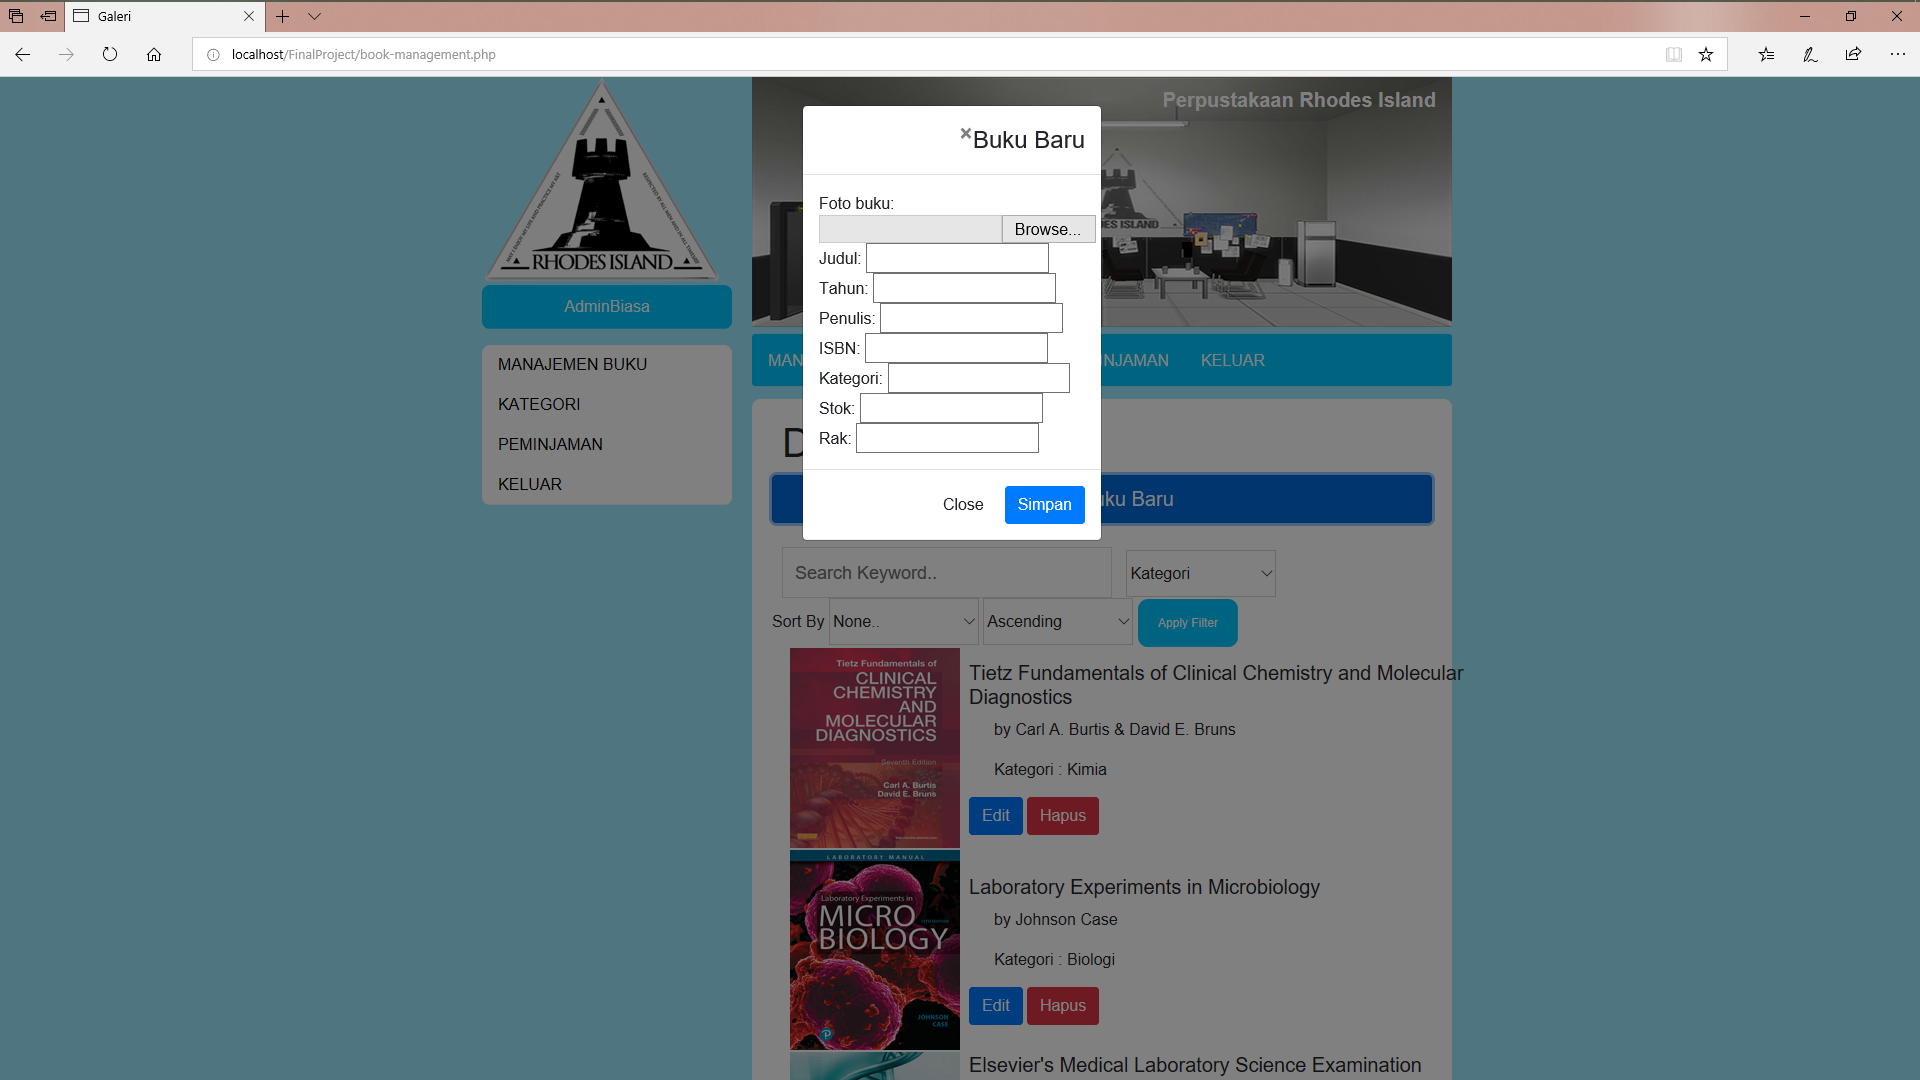 Galeri
localhost/FinalProject/book-management.php
RHODES ISLAND
AdminBiasa
MANAJEMEN BUKU
KATEGORI
PEMINJAMAN
KELUAR
Perpustakaan Rhodes Island
ES ISLAND
MAN
NJAMAN
KELUAR
×
Buku Baru
Foto buku:
Browse...
Judul:
Tahun:
Penulis:
ISBN:
Kategori:
Stok:
Rak:
Close
Simpan
D
uku Baru
Search Keyword..
Kategori
Sort By
None..
Ascending
Apply Filter
Tietz Fundamentals of
CLINICAL
CHEMISTRY
AND
MOLECULAR
DIAGNOSTICS
Seventh Edition
Carl A. Burtis
David E. Bruns
Tietz Fundamentals of Clinical Chemistry and Molecular
Diagnostics
by Carl A. Burtis & David E. Bruns
Kategori : Kimia
Edit
Hapus
LABORATORY MANUAL
Laboratory Experiments in
MICRO
BIOLOGY
JOHNSON
CASE
Laboratory Experiments in Microbiology
by Johnson Case
Kategori : Biologi
Edit
Hapus
Elsevier's Medical Laboratory Science Examination